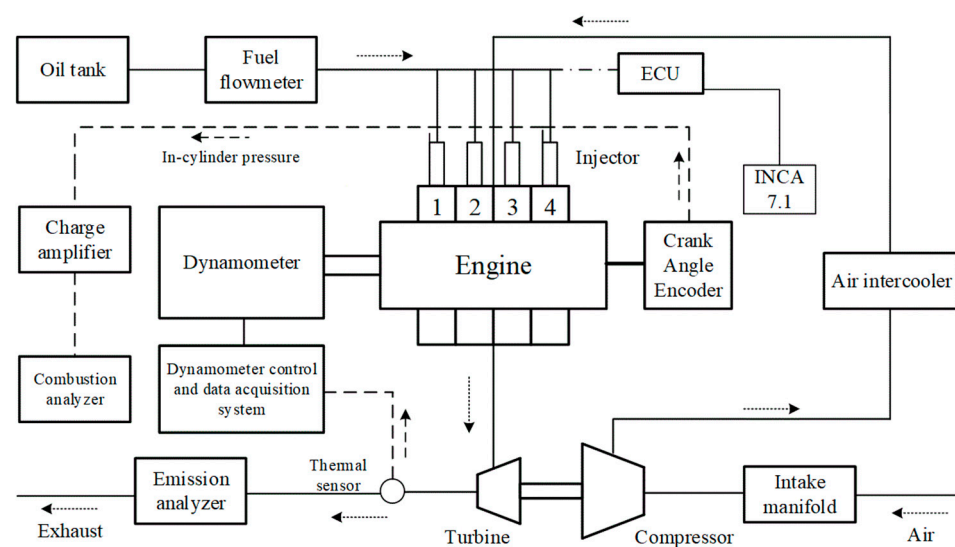 Oil tank
Fuel
flowmeter
ECU
In-cylinder pressure
Injector
INCA
7.1
1 2 3 4
Charge
amplifier
Dynamometer
Engine
Crank
Angle
Encoder
Air intercooler
Combustion
analyzer
Dynamometer control
and data acquisition
system
Thermal
sensor
Emission
analyzer
Intake
manifold
Exhaust
Turbine
Compressor
Air